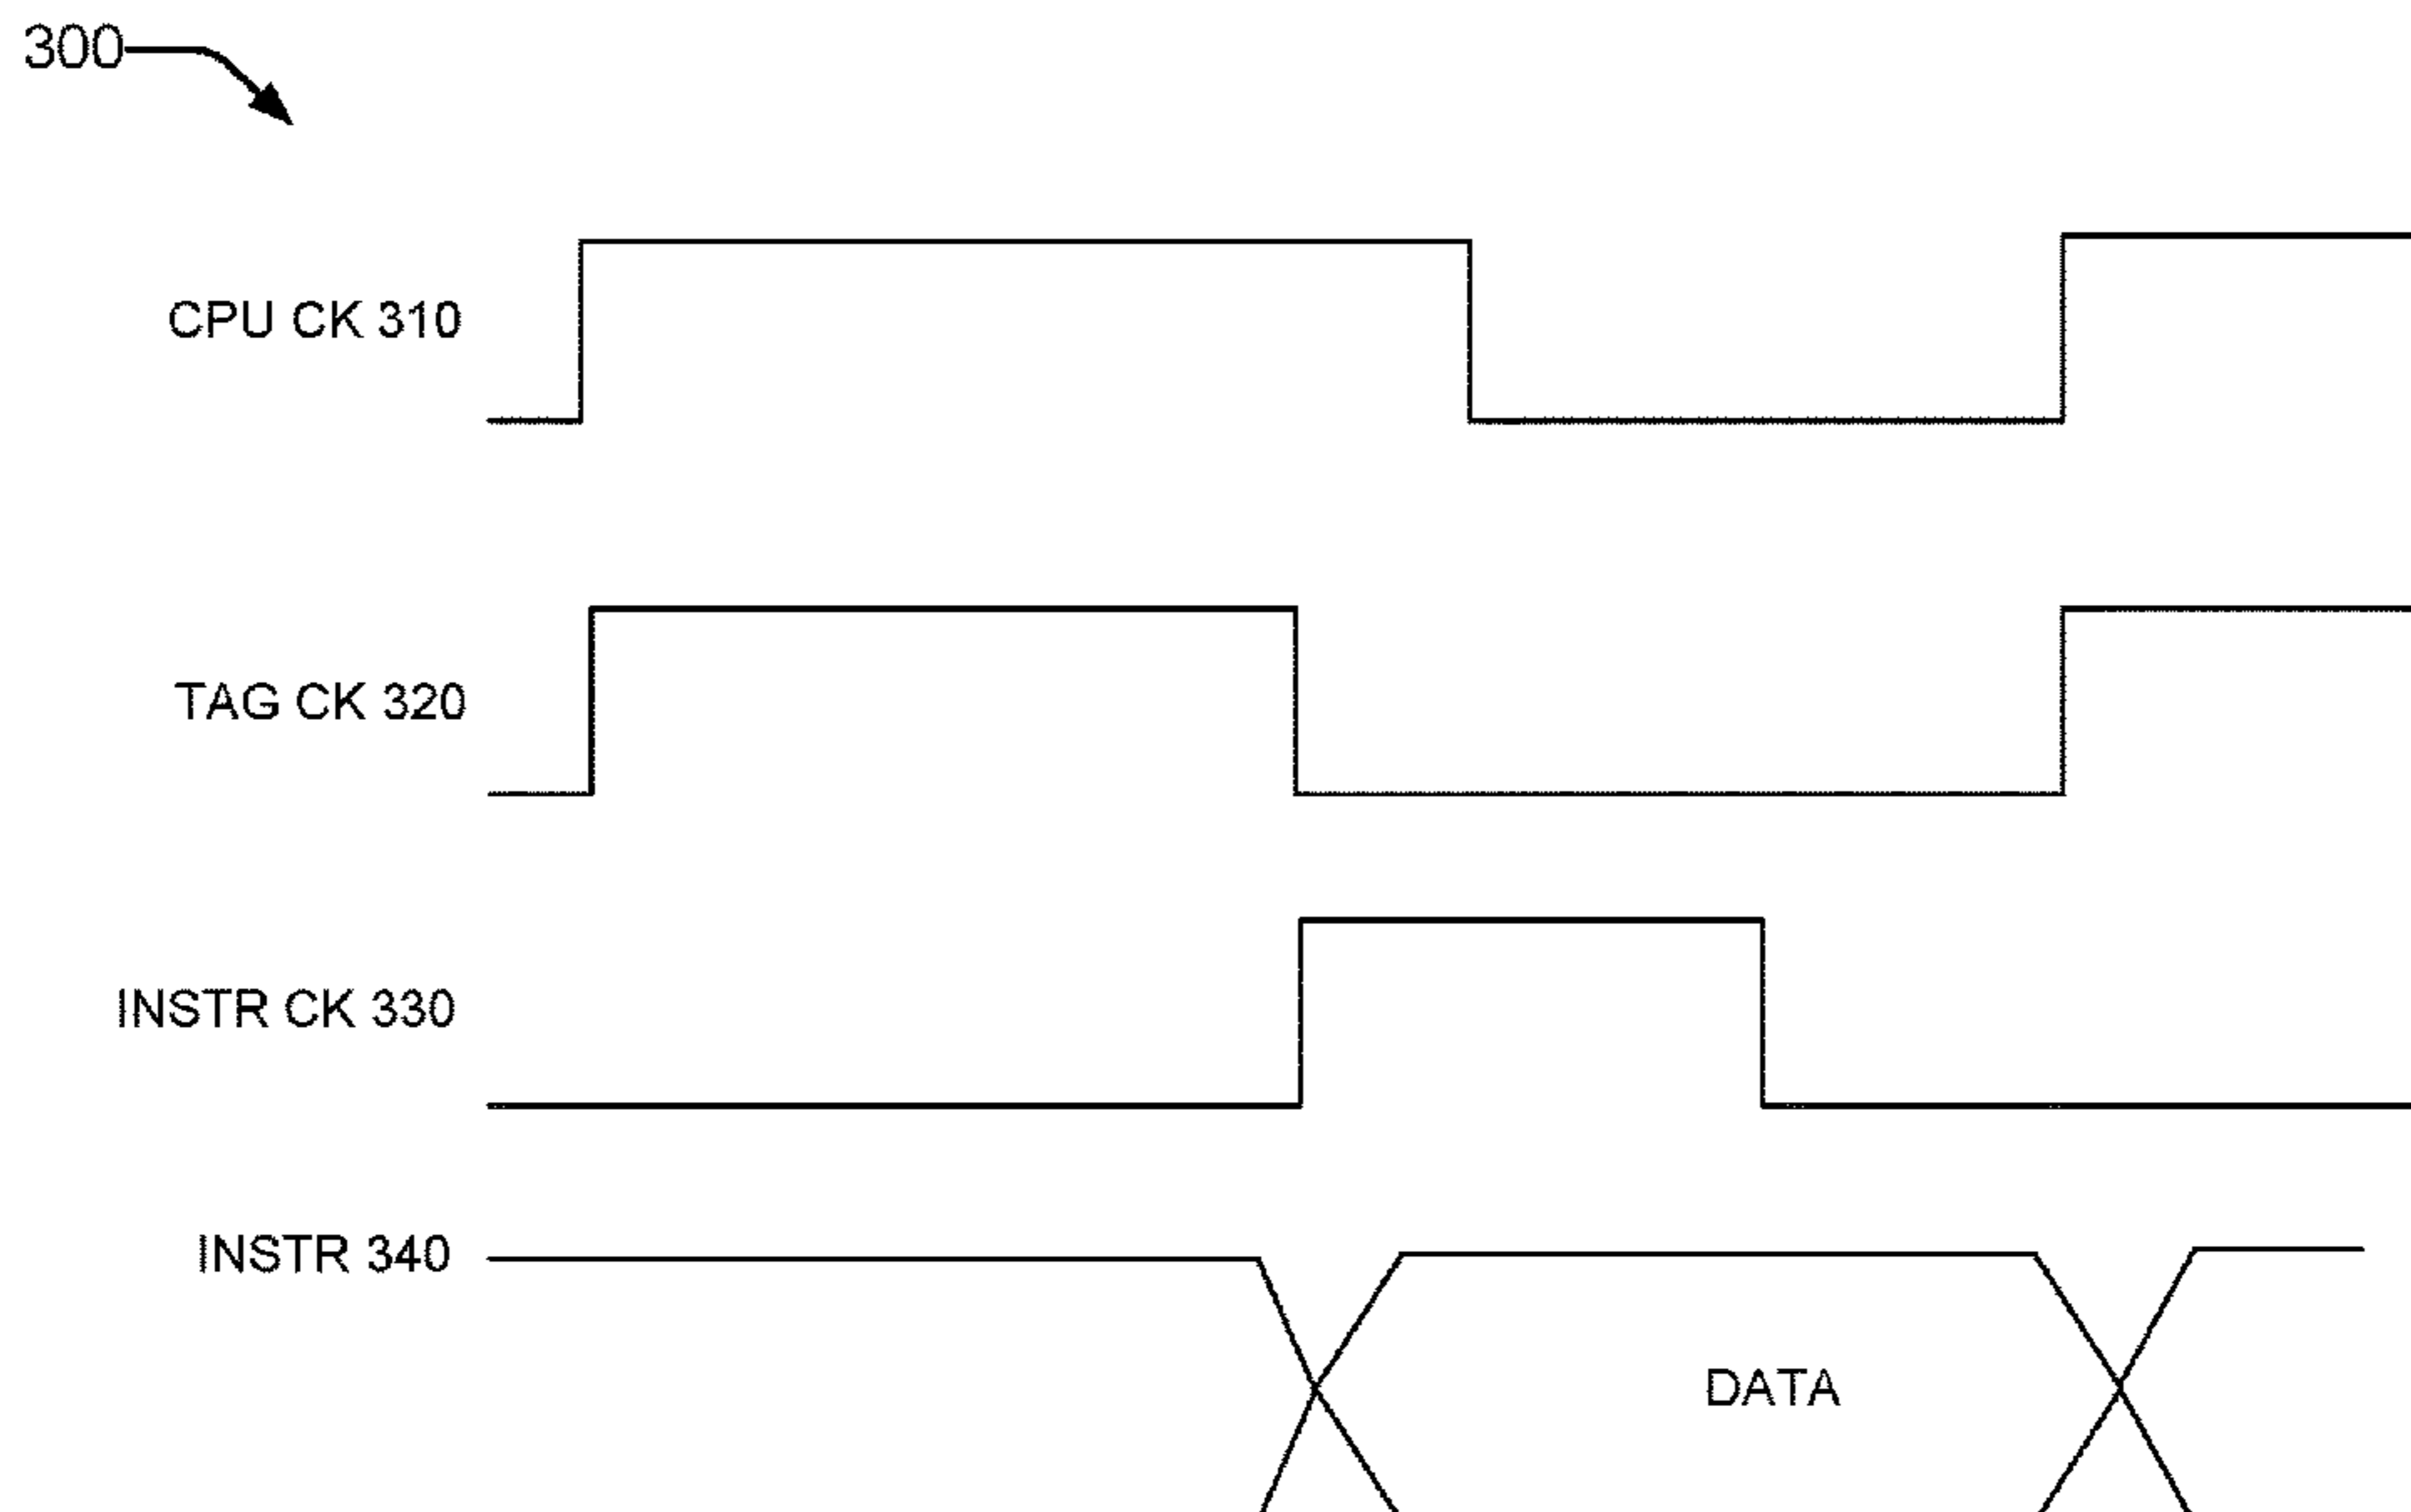 300
CPU CK 310
TAG CK 320
INSTR CK 330
INSTR 340
DATA